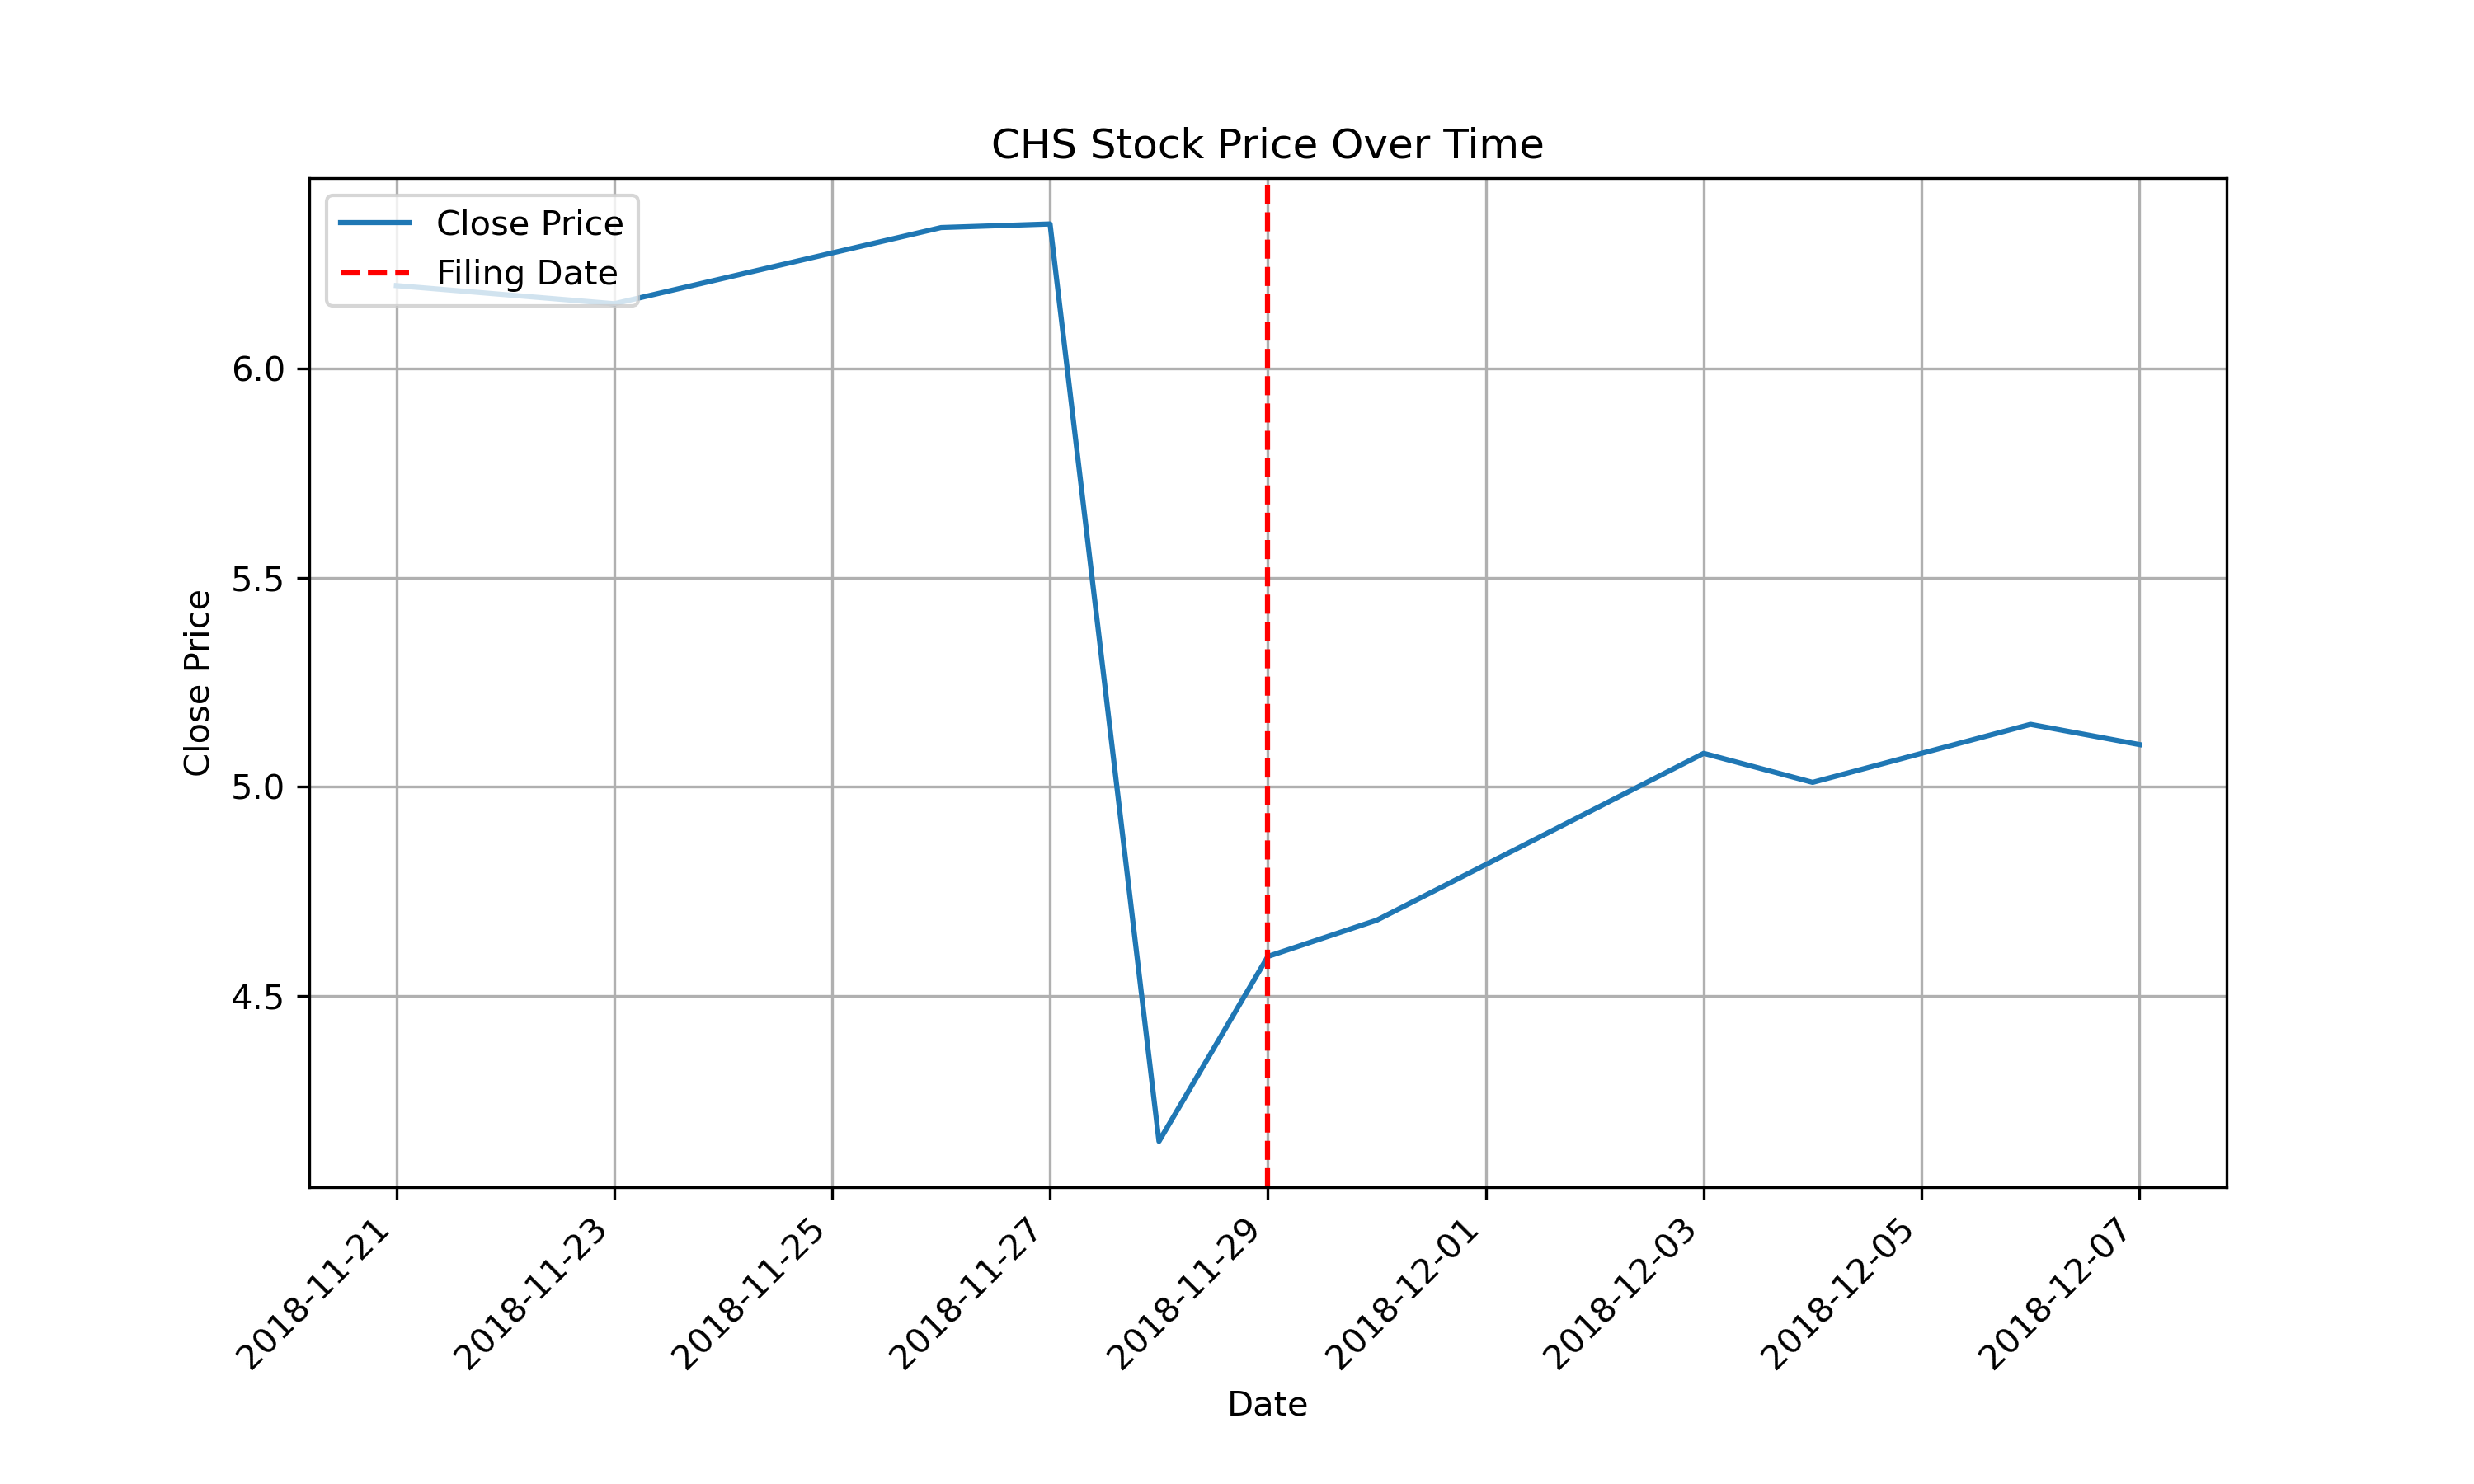 CHS Stock Price Over Time
Close Price
Filing Date
Close Price
6.0
5.5
5.0
4.5
2018-11-21
2018-11-23
2018-11-25
2018-11-27
2018-11-29
2018-12-01
2018-12-03
2018-12-05
2018-12-07
Date